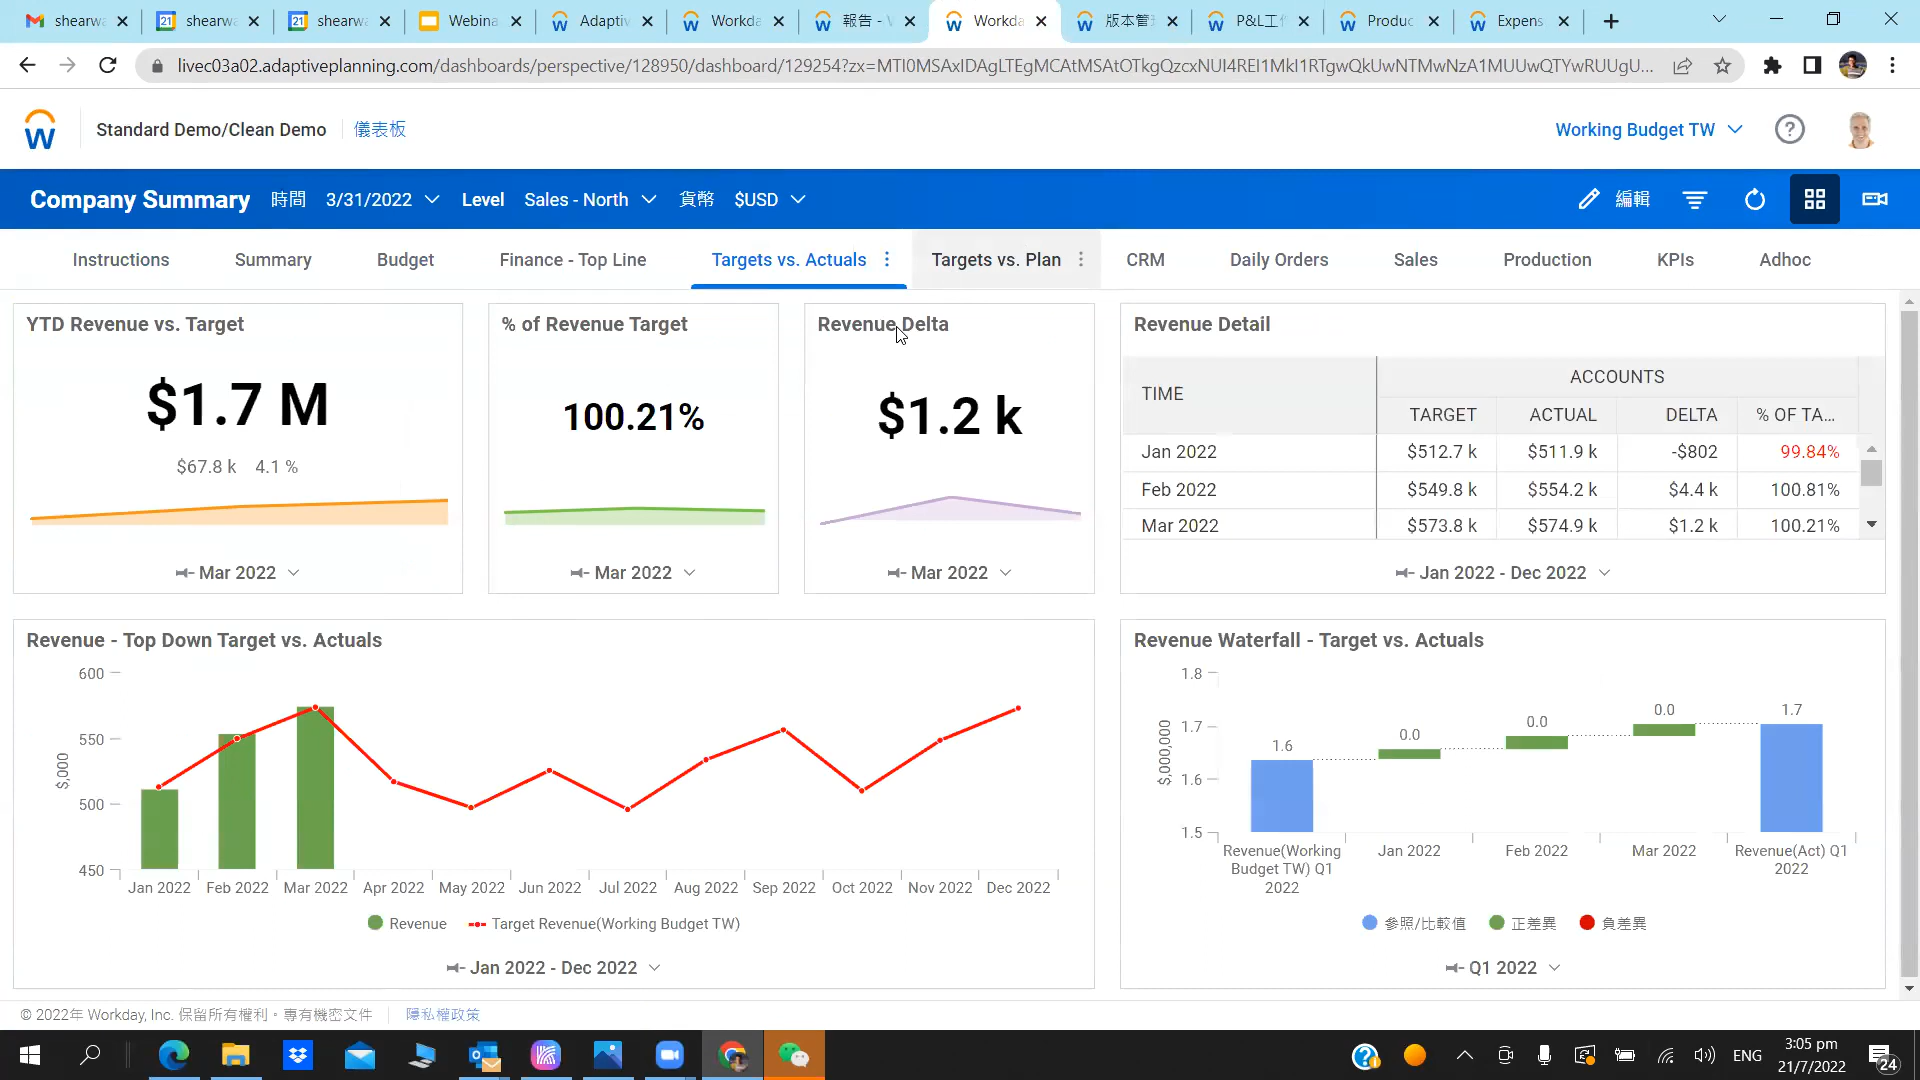 shearwa
shearwa
shearwa
Webina
Adaptiv
Workda
報告 - W
Workda
P&L工作
Produc
Expens
livec03a02.adaptiveplanning.com/dashboards/perspective/128950/dashboard/129254?zx=
Standard Demo/Clean Demo
儀表板
Working Budget TW
Company Summary
時間 3/31/2022
Level Sales - North
貨幣 $USD
編輯
Instructions
Summary
Budget
Finance - Top Line
Targets vs. Actuals
Targets vs. Plan
CRM
Daily Orders
Sales
Production
KPIs
Adhoc
YTD Revenue vs. Target
$1.7 M
$67.8 k 4.1 %
Mar 2022
% of Revenue Target
100.21%
Mar 2022
Revenue Delta
$1.2 k
Mar 2022
Revenue Detail
TIME
ACCOUNTS
TARGET ACTUAL DELTA % OF TA...
Jan 2022 $512.7 k $511.9 k -$802 99.84%
Feb 2022 $549.8 k $554.2 k $4.4 k 100.81%
Mar 2022 $573.8 k $574.9 k $1.2 k 100.21%
Jan 2022 - Dec 2022
Revenue - Top Down Target vs. Actuals
600
550
500
450
$,000
Jan 2022 Feb 2022 Mar 2022 Apr 2022 May 2022 Jun 2022 Jul 2022 Aug 2022 Sep 2022 Oct 2022 Nov 2022 Dec 2022
Revenue Target Revenue(Working Budget TW)
Jan 2022 - Dec 2022
Revenue Waterfall - Target vs. Actuals
1.8
1.7
1.6
1.5
$,000,000
1.6
0.0
0.0
0.0
1.7
Revenue(Working
Budget TW) Q1
2022
Jan 2022
Feb 2022
Mar 2022
Revenue(Act) Q1
2022
參照/比較值 正差異 負差異
Q1 2022
© 2022年 Workday, Inc. 保留所有權利。專有機密文件
隱私權政策
ENG
3:05 pm
21/7/2022
24